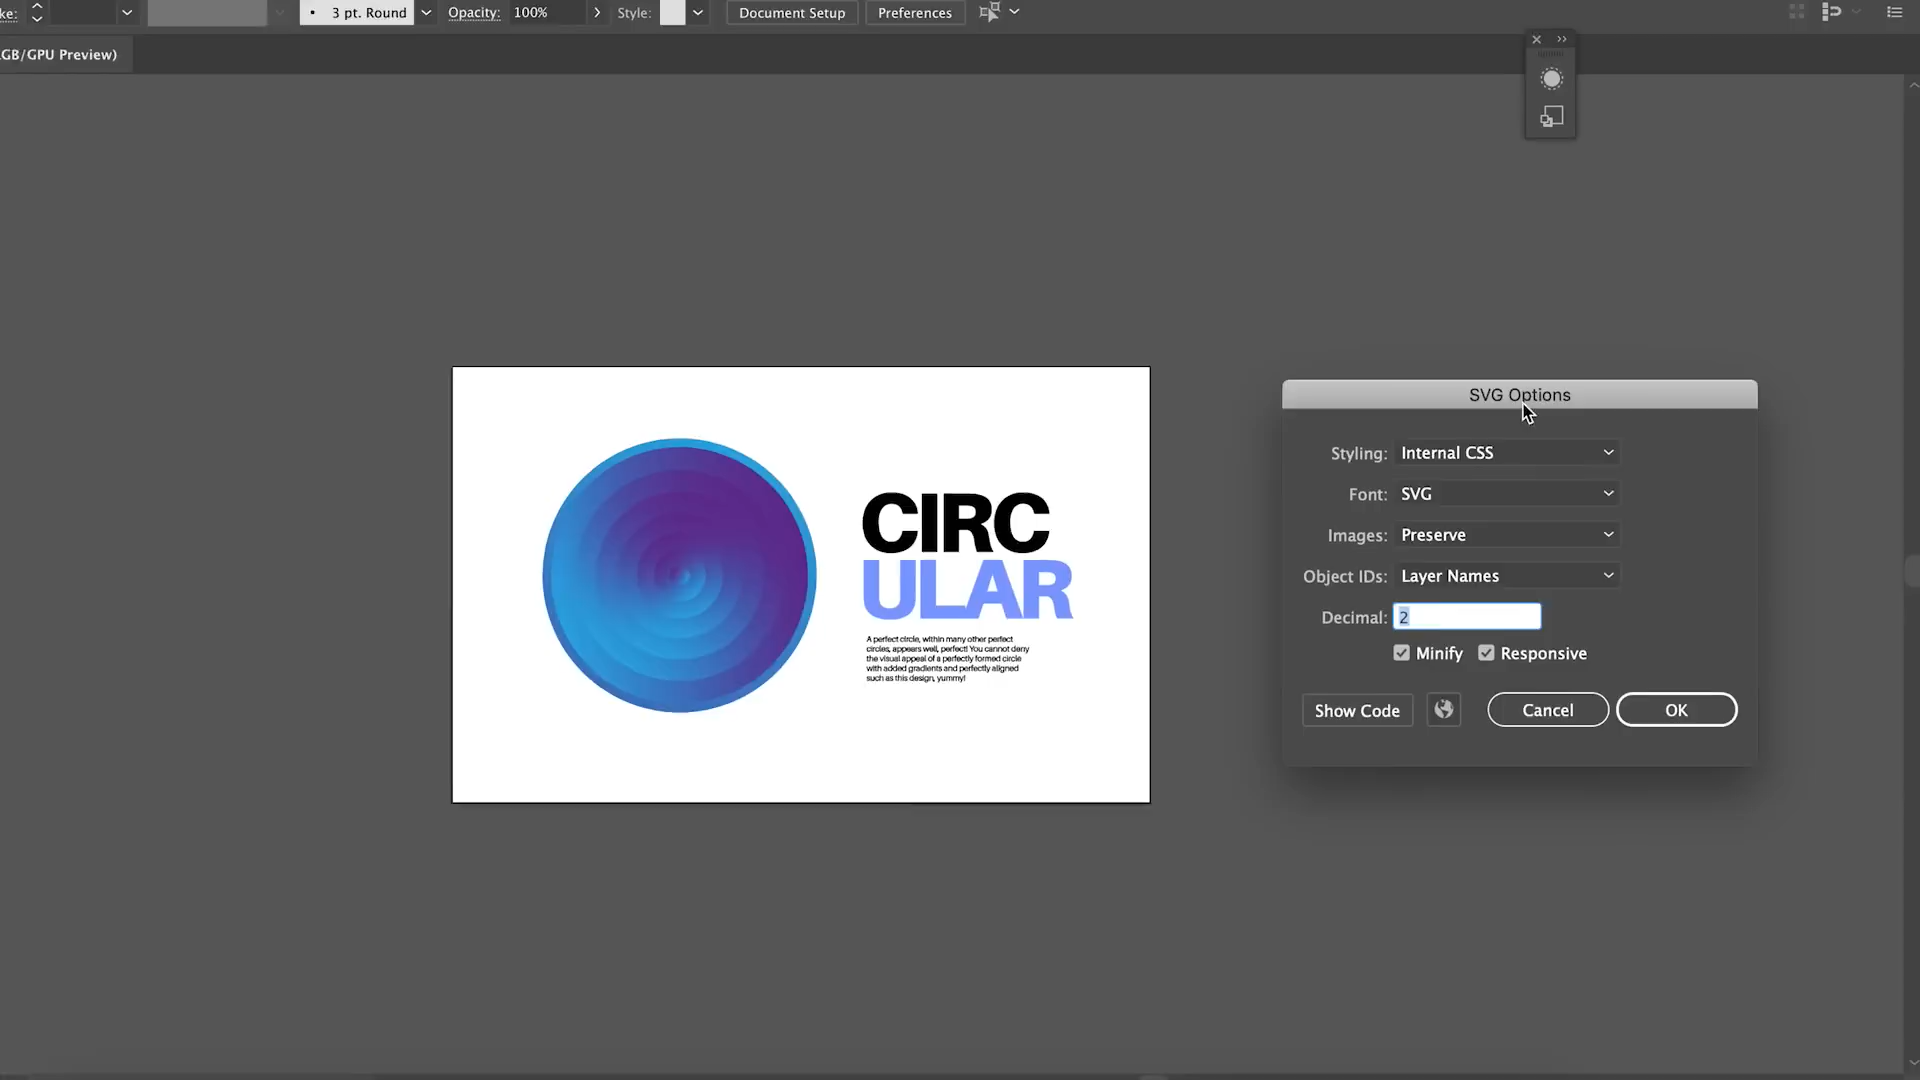 ke:
3 pt. Round
Opacity: 100%
Style:
Document Setup
Preferences
GB/GPU Preview)
CIRC
ULAR
A perfect circle, within many other perfect
circles, appears well, perfect! You cannot deny
the visual appeal of a perfectly formed circle
with added gradients and perfectly aligned
such as this design, yummy!
SVG Options
Styling: Internal CSS
Font: SVG
Images: Preserve
Object IDs: Layer Names
Decimal: 2
Minify Responsive
Show Code Cancel OK